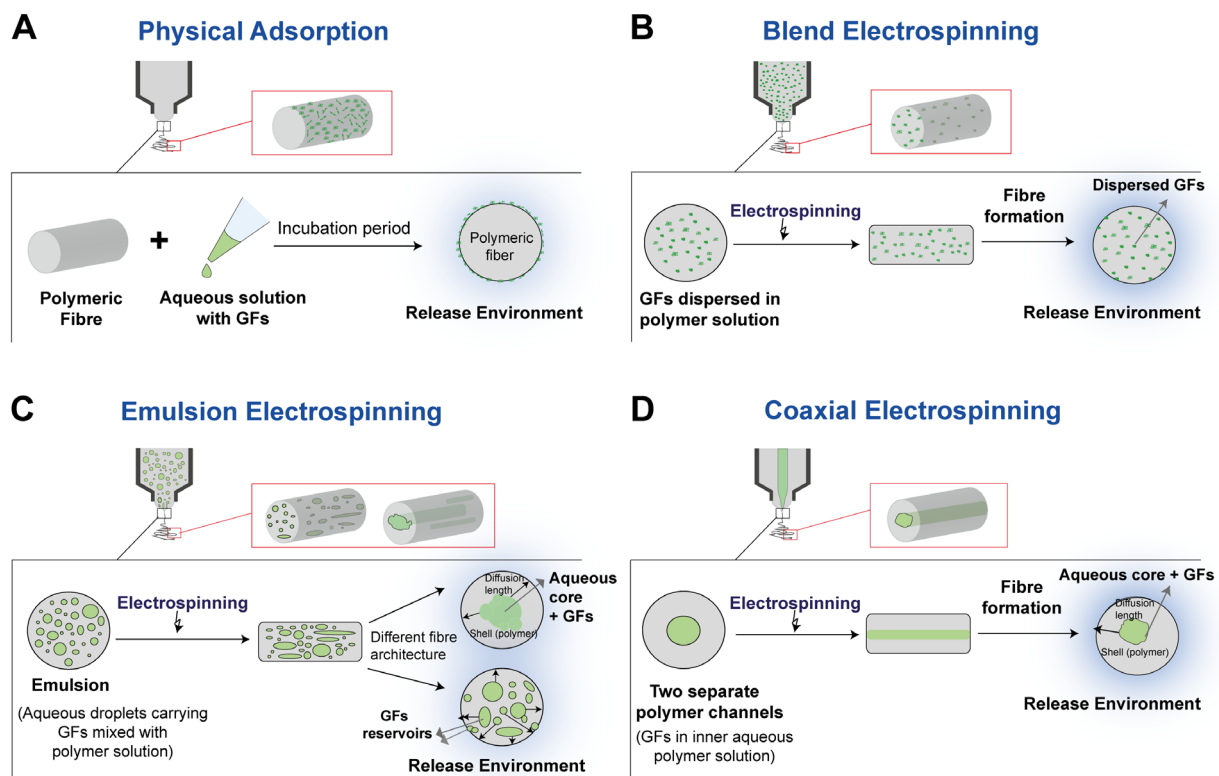 A
Physical Adsorption
Polymeric
Fibre
+
Aqueous solution
with GFs
Incubation period
Polymeric
fiber
Release Environment
B
Blend Electrospinning
GFs dispersed in
polymer solution
Electrospinning
Fibre
formation
Dispersed GFs
Release Environment
C
Emulsion Electrospinning
Emulsion
(Aqueous droplets carrying
GFs mixed with
polymer solution)
Electrospinning
Different fibre
architecture
Diffusion
length
Shell (polymer)
Aqueous
core
+ GFs
GFs
reservoirs
Release Environment
D
Coaxial Electrospinning
Two separate
polymer channels
(GFs in inner aqueous
polymer solution)
Electrospinning
Fibre
formation
Aqueous core + GFs
Diffusion
length
Shell (polymer)
Release Environment